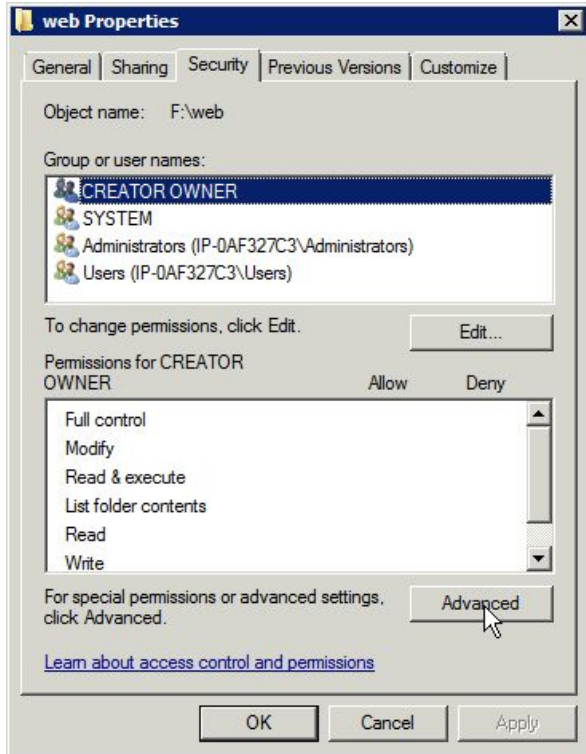 web Properties
General Sharing Security Previous Versions Customize
Object name: F:\web
Group or user names:
CREATOR OWNER
SYSTEM
Administrators (IP-0AF327C3\Administrators)
Users (IP-0AF327C3\Users)
To change permissions, click Edit.
Edit...
Permissions for CREATOR
OWNER Allow Deny
Full control
Modify
Read & execute
List folder contents
Read
Write
For special permissions or advanced settings,
click Advanced.
Advanced
Learn about access control and permissions
OK Cancel Apply